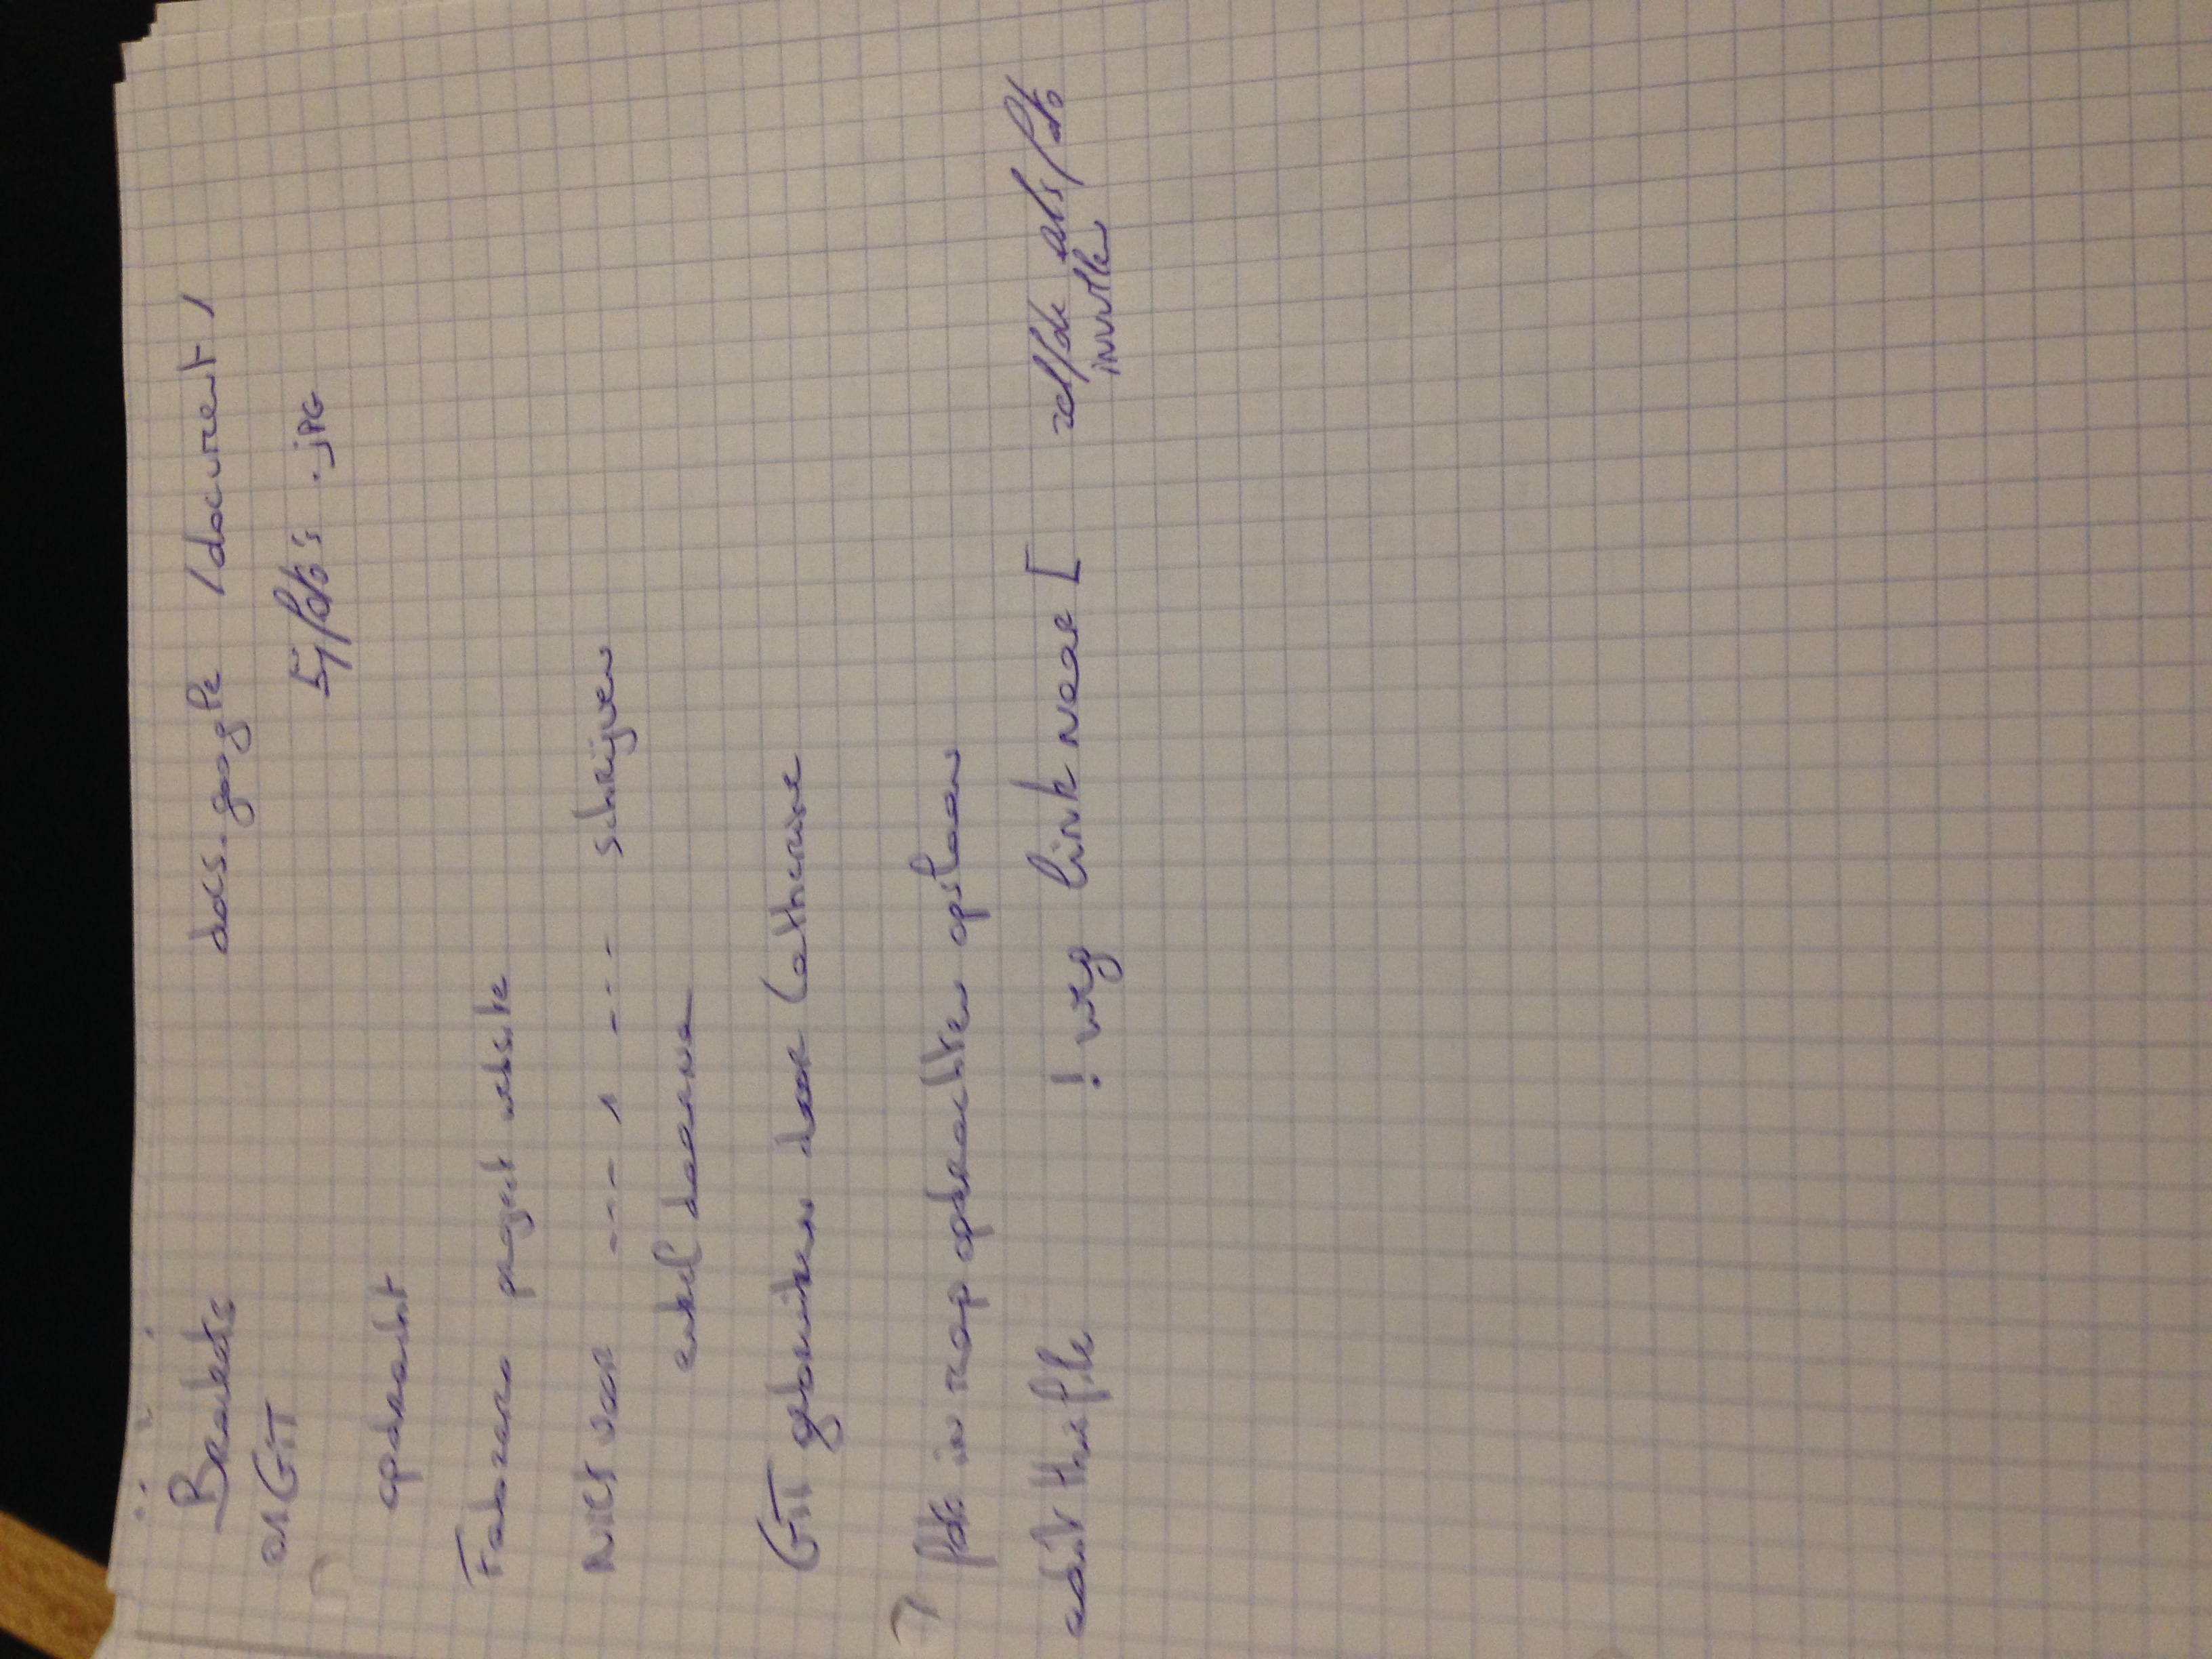 Brackets docs.google /document/
on GIT
5 foto's .jpg
opdracht
Fabzero project website
Niet voor --- , --- schrijven
enkel daarna
GIT gebruiken door Catherine
foto in map opdrachten opslaan
edit the file ! weg link naar [ zelfde als foto
invullen